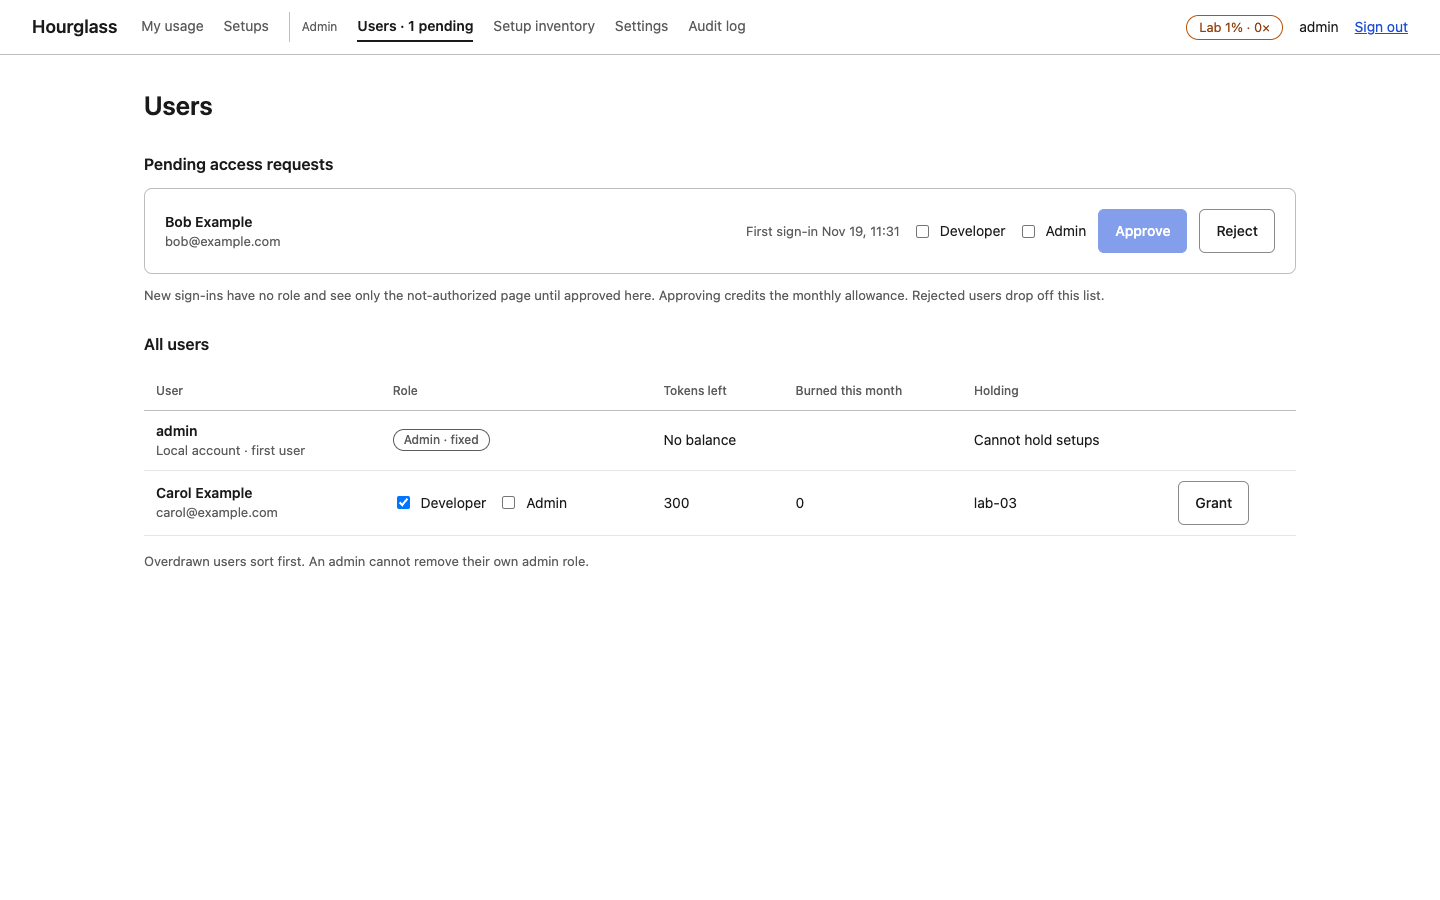 Hourglass My usage Setups Admin Users · 1 pending Setup inventory Settings Audit log Lab 1% · 0× admin Sign out
Users
Pending access requests
Bob Example
bob@example.com
First sign-in Nov 19, 11:31 Developer Admin Approve Reject
New sign-ins have no role and see only the not-authorized page until approved here. Approving credits the monthly allowance. Rejected users drop off this list.
All users
User Role Tokens left Burned this month Holding
admin
Local account · first user
Admin · fixed No balance Cannot hold setups
Carol Example
carol@example.com
Developer Admin 300 0 lab-03 Grant
Overdrawn users sort first. An admin cannot remove their own admin role.